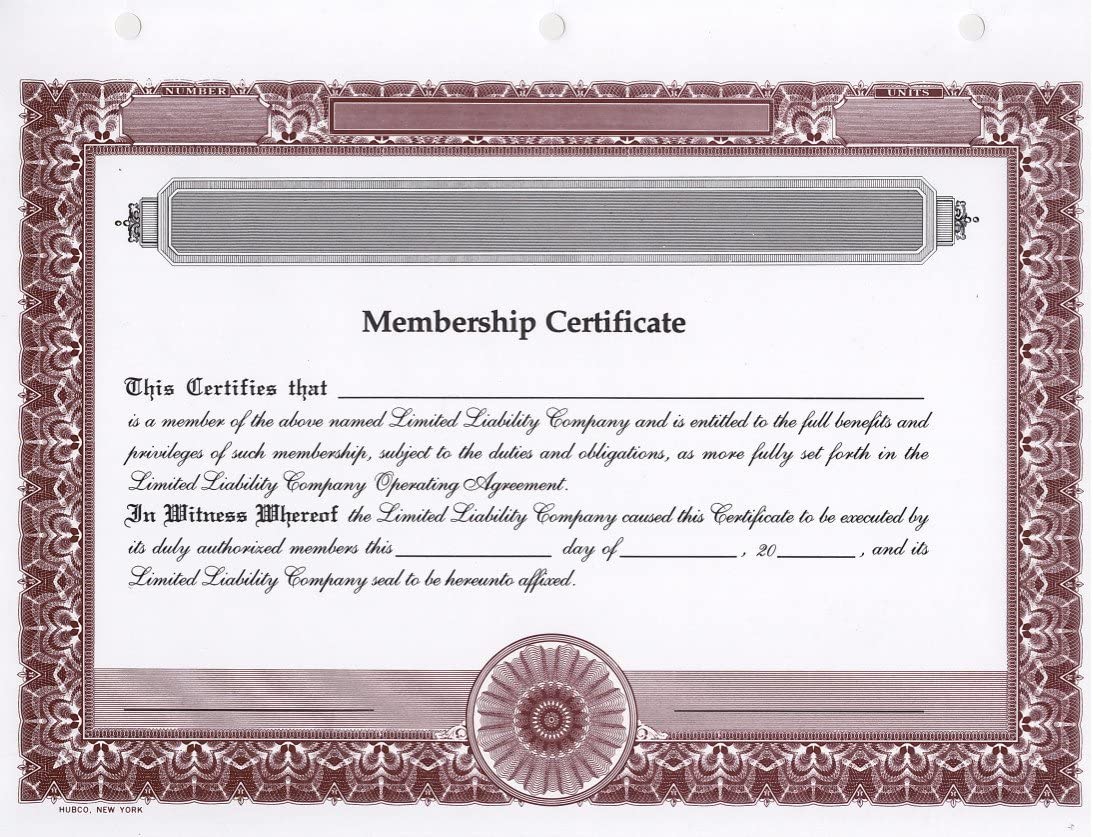 NUMBER
UNITS
Membership Certificate
This Certifies that
is a member of the above named Limited Liability Company and is entitled to the full benefits and
privileges of such membership, subject to the duties and obligations, as more fully set forth in the
Limited Liability Company Operating Agreement.
In Witness Whereof the Limited Liability Company caused this Certificate to be executed by
its duly authorized members this day of , 20 , and its
Limited Liability Company seal to be hereunto affixed.
HUBCO, NEW YORK